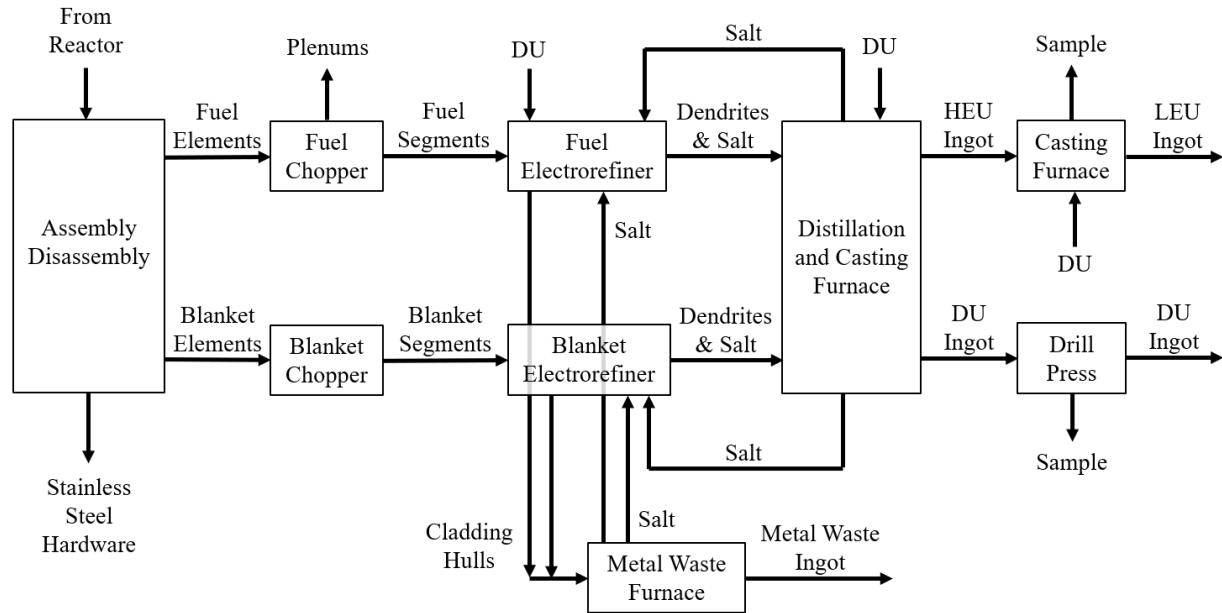 From
Reactor
Plenums
DU
Salt
DU
Sample
Fuel
Elements
Fuel
Segments
Dendrites
& Salt
HEU
Ingot
LEU
Ingot
Fuel
Chopper
Fuel
Electrorefiner
Casting
Furnace
Assembly
Disassembly
Salt
Distillation
and Casting
Furnace
DU
Blanket
Elements
Blanket
Segments
Dendrites
& Salt
DU
Ingot
DU
Ingot
Blanket
Chopper
Blanket
Electrorefiner
Drill
Press
Salt
Sample
Stainless
Steel
Hardware
Cladding
Hulls
Salt
Metal Waste
Ingot
Metal Waste
Furnace